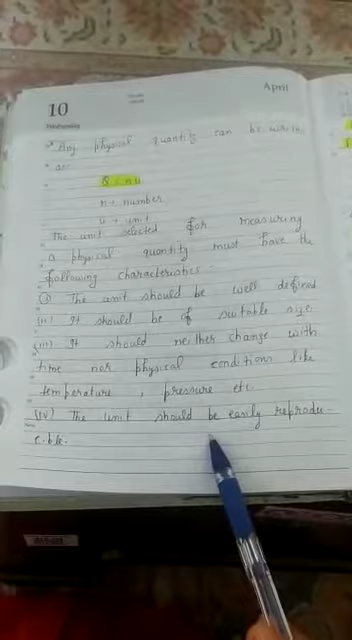 10
April
Any physical quantity can be write
as
Q = nu
n = number
u = unit
The unit selected for measuring
a physical quantity must have the
following characteristics
(i) The unit should be well defined
(ii) It should be of suitable size
(iii) It should neither change with
time nor physical conditions like
temperature, pressure etc.
(iv) The unit should be easily reprodu-
cible.